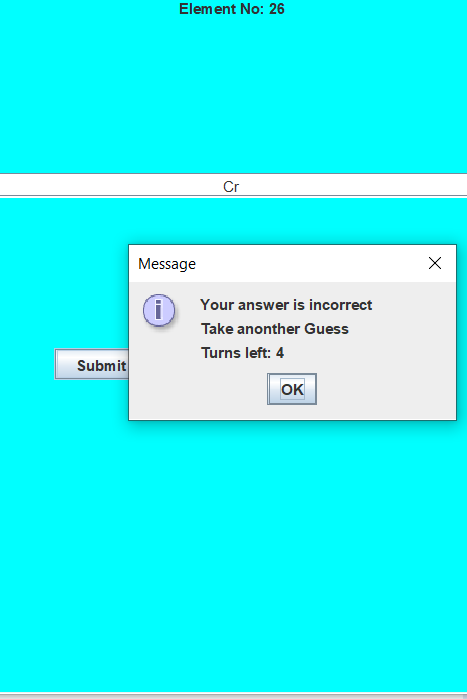 Element No: 26
Cr
Message
Your answer is incorrect
Take anonther Guess
Turns left: 4
Submit
OK